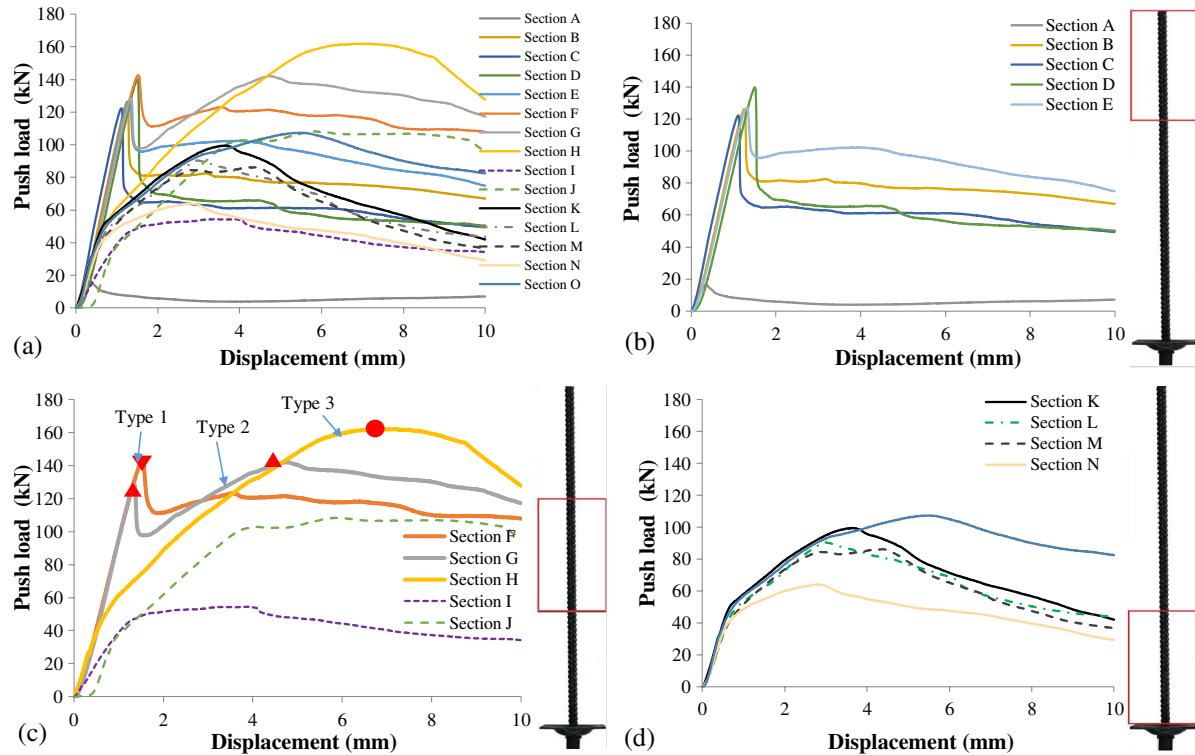 180
160
140
120
100
80
60
40
20
0
0 2 4 6 8 10
Push load (kN)
Displacement (mm)
Section A
Section B
Section C
Section D
Section E
Section F
Section G
Section H
Section I
Section J
Section K
Section L
Section M
Section N
Section O
(a)
180
160
140
120
100
80
60
40
20
0
0 2 4 6 8 10
Push load (kN)
Displacement (mm)
Section A
Section B
Section C
Section D
Section E
(b)
180
160
140
120
100
80
60
40
20
0
0 2 4 6 8 10
Push load (kN)
Displacement (mm)
Type 1
Type 2
Type 3
Section F
Section G
Section H
Section I
Section J
(c)
180
160
140
120
100
80
60
40
20
0
0 2 4 6 8 10
Push load (kN)
Displacement (mm)
Section K
Section L
Section M
Section N
(d)